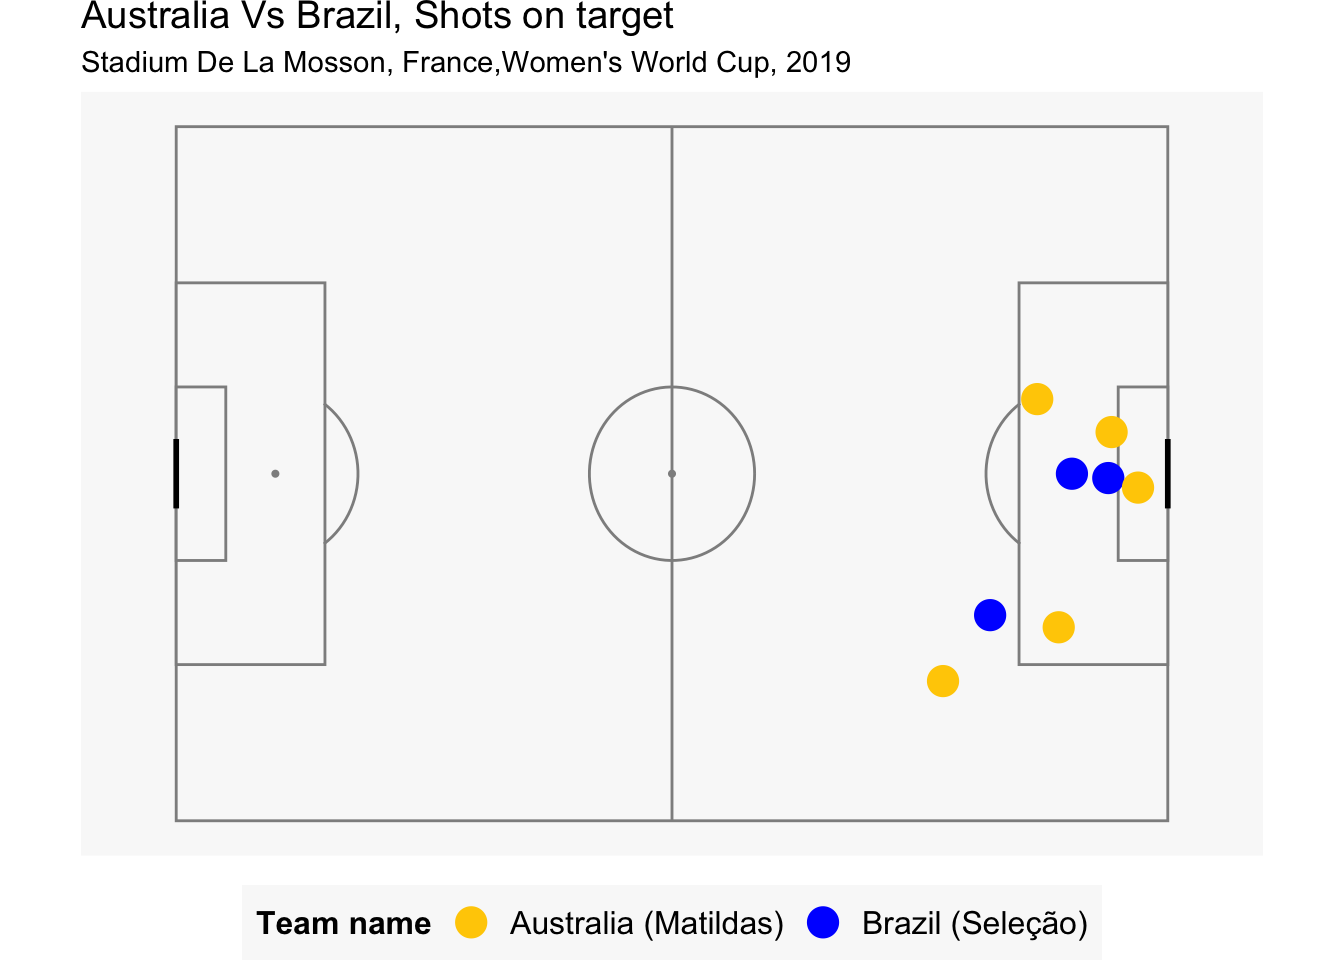 Australia Vs Brazil, Shots on target
Stadium De La Mosson, France,Women's World Cup, 2019
Team name Australia (Matildas) Brazil (Seleção)